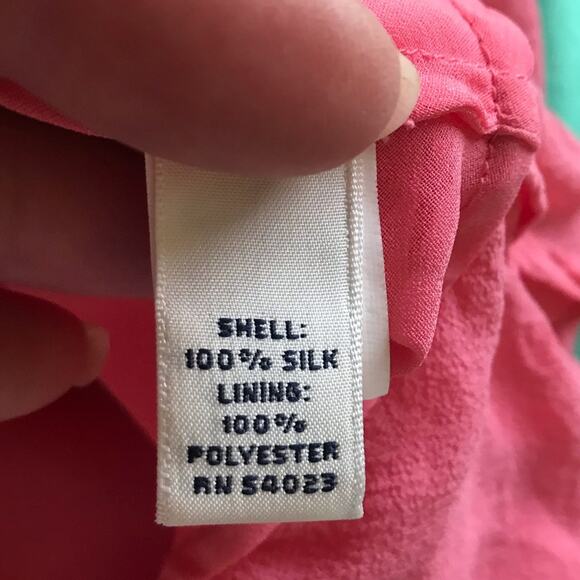 SHELL:
100% SILK
LINING:
100%
POLYESTER
RN 54023